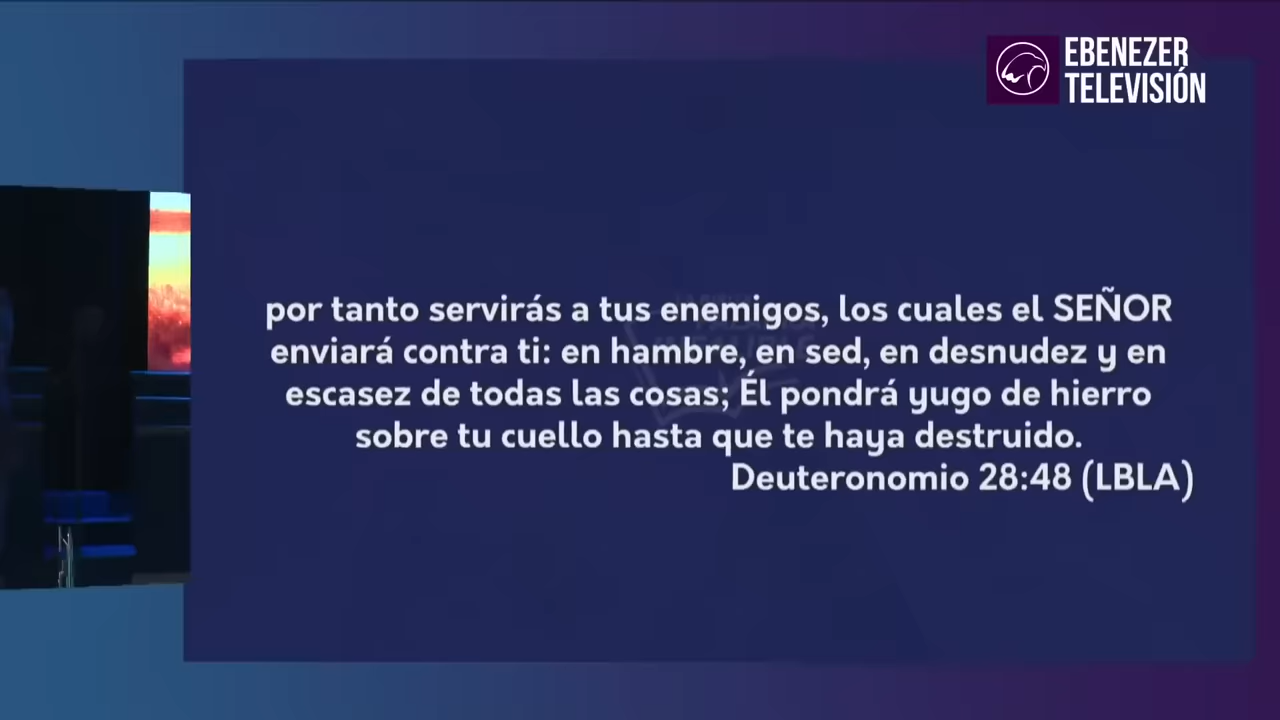 EBENEZER
TELEVISIÓN
por tanto servirás a tus enemigos, los cuales el SEÑOR
enviará contra ti: en hambre, en sed, en desnudez y en
escasez de todas las cosas; Él pondrá yugo de hierro
sobre tu cuello hasta que te haya destruido.
Deuteronomio 28:48 (LBLA)